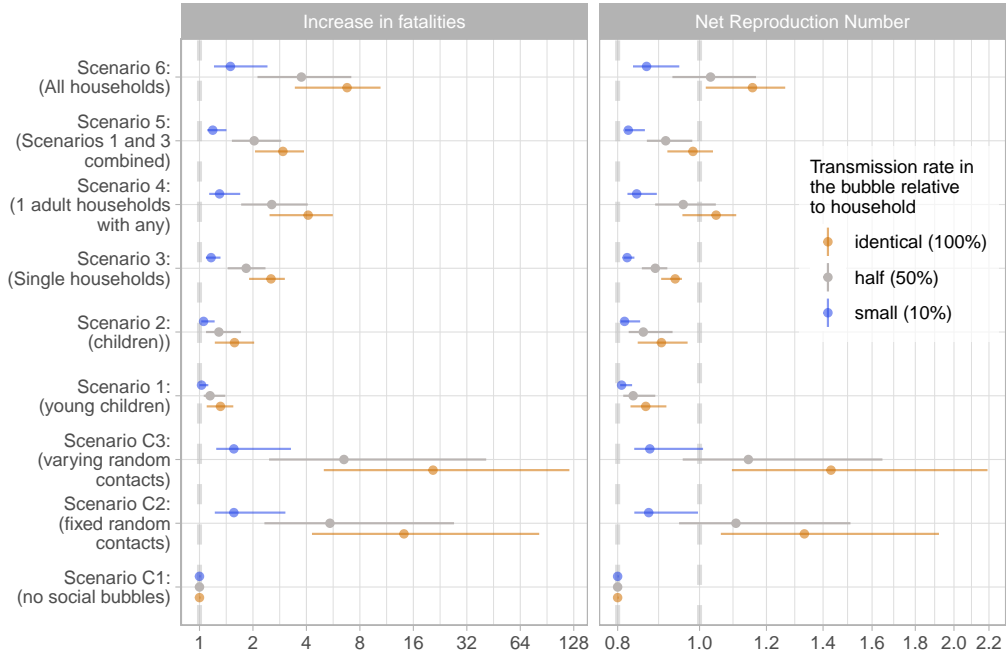 Increase in fatalities
Net Reproduction Number
Scenario 6:
(All households)
Scenario 5:
(Scenarios 1 and 3
combined)
Scenario 4:
(1 adult households
with any)
Scenario 3:
(Single households)
Scenario 2:
(children))
Scenario 1:
(young children)
Scenario C3:
(varying random
contacts)
Scenario C2:
(fixed random
contacts)
Scenario C1:
(no social bubbles)
Transmission rate in
the bubble relative
to household
identical (100%)
half (50%)
small (10%)
1 2 4 8 16 32 64 128
0.8 1.0 1.2 1.4 1.6 1.8 2.0 2.2